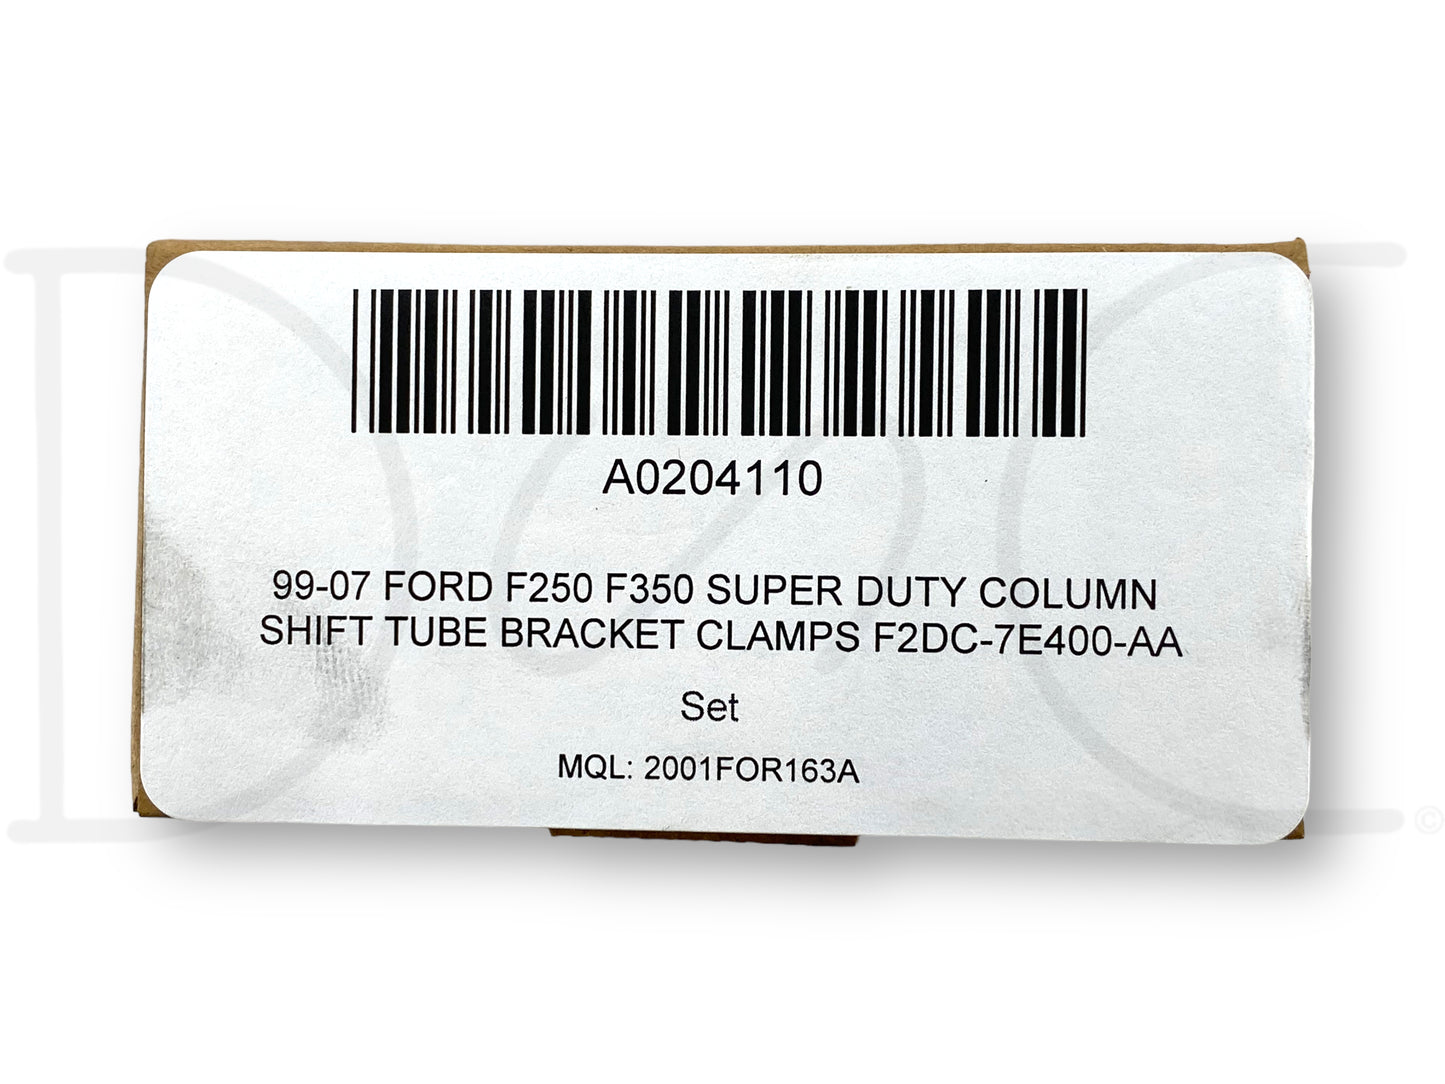 A0204110
99-07 FORD F250 F350 SUPER DUTY COLUMN
SHIFT TUBE BRACKET CLAMPS F2DC-7E400-AA
Set
MQL: 2001FOR163A
©